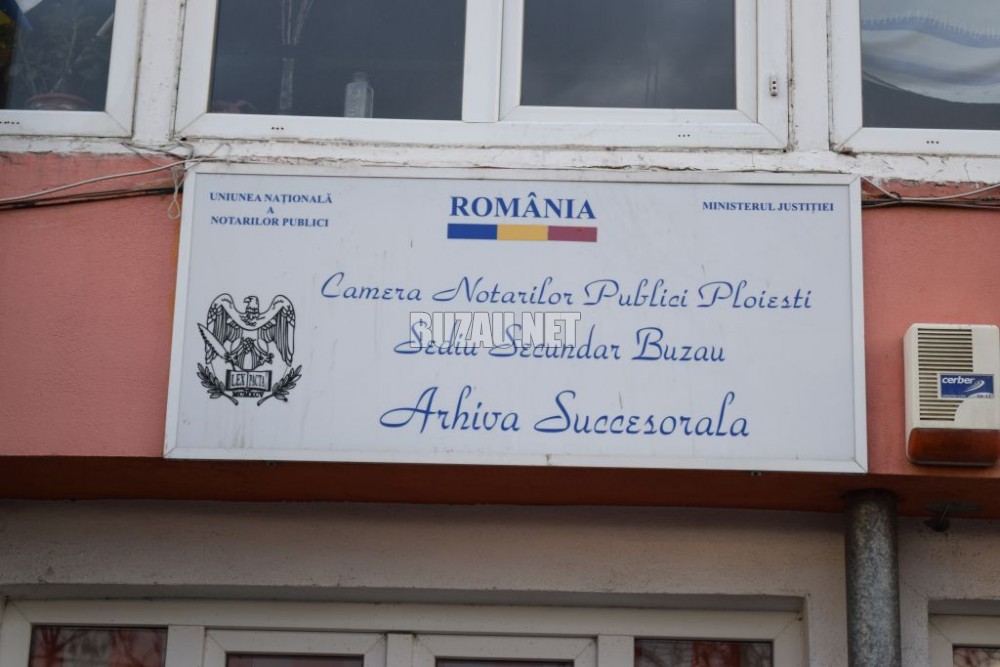 UNIUNEA NAȚIONALĂ
A
NOTARILOR PUBLICI
ROMÂNIA
MINISTERUL JUSTIȚIEI
Camera Notarilor Publici Ploiesti
Sediu Secundar Buzau
BUZAU.NET
Arhiva Succesorala
LEX PACTA
MCMXCV
cerber